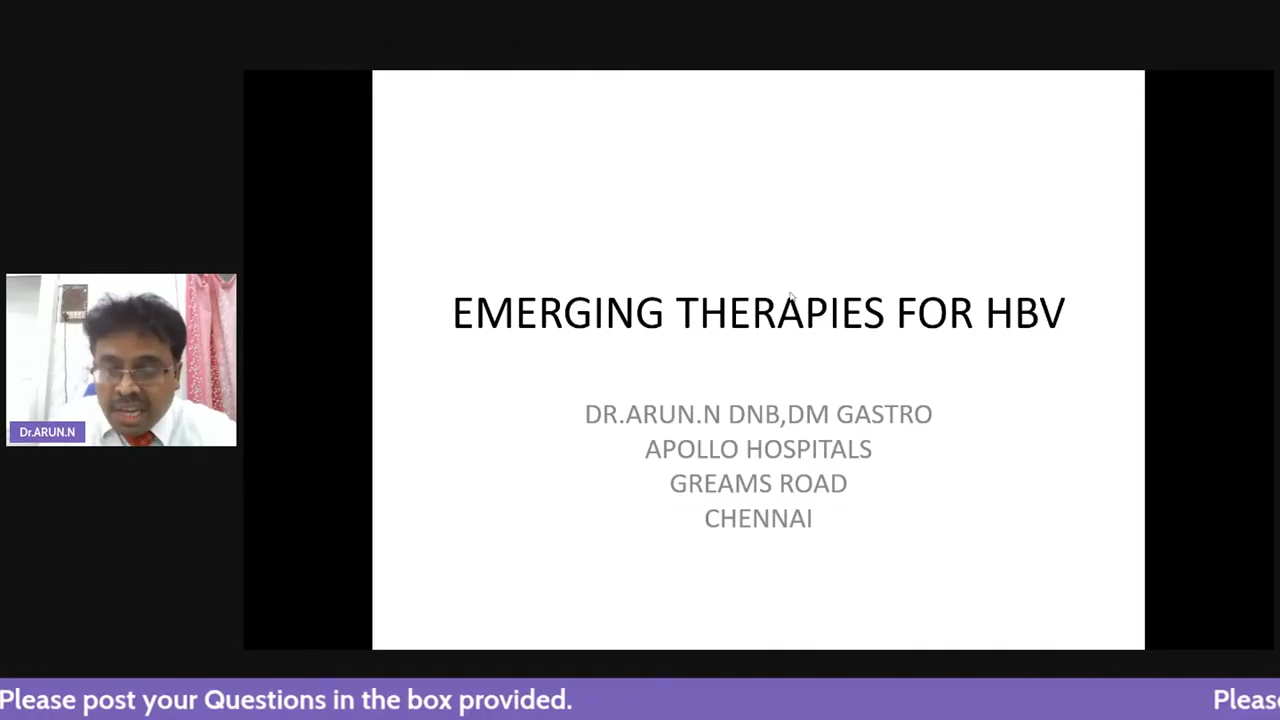 EMERGING THERAPIES FOR HBV
DR.ARUN.N DNB,DM GASTRO
APOLLO HOSPITALS
GREAMS ROAD
CHENNAI
Dr.ARUN.N
Please post your Questions in the box provided.
Please